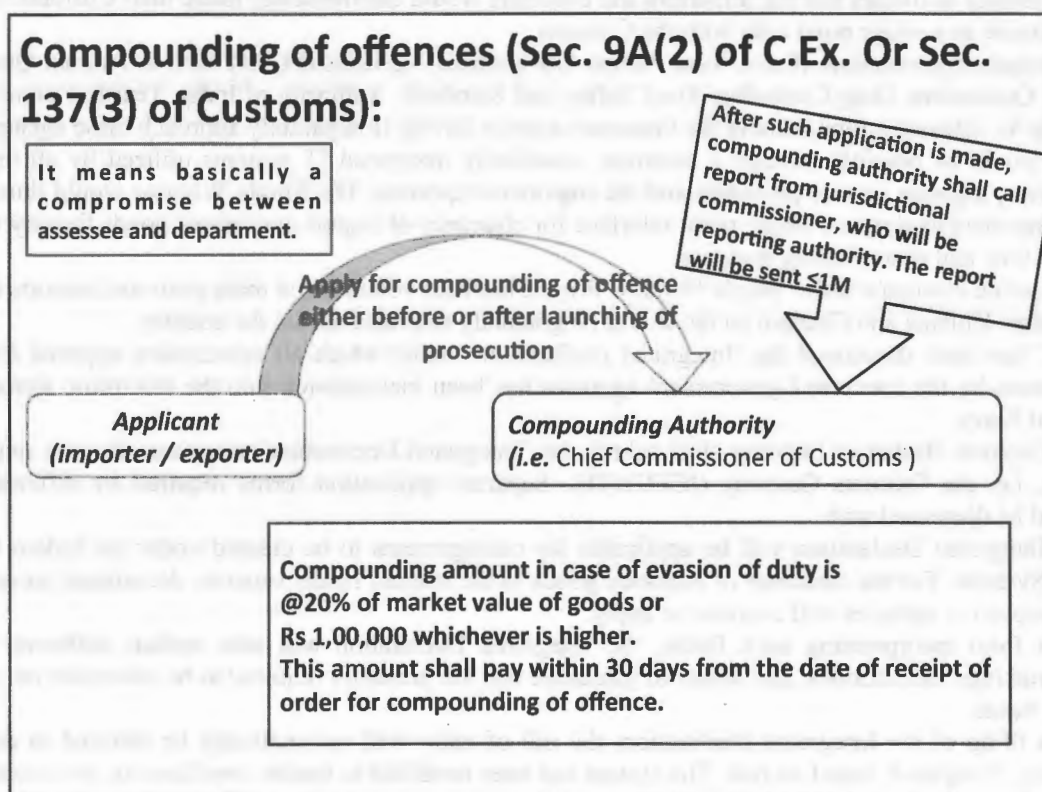 Compounding of offences (Sec. 9A(2) of C.Ex. Or Sec.
137(3) of Customs):
It means basically a
compromise between
assessee and department.
After such application is made,
compounding authority shall call
report from jurisdictional
commissioner, who will be
reporting authority. The report
will be sent ≤1M
Apply for compounding of offence
either before or after launching of
prosecution
Applicant
(importer / exporter)
Compounding Authority
(i.e. Chief Commissioner of Customs)
Compounding amount in case of evasion of duty is
@20% of market value of goods or
Rs 1,00,000 whichever is higher.
This amount shall pay within 30 days from the date of receipt of
order for compounding of offence.